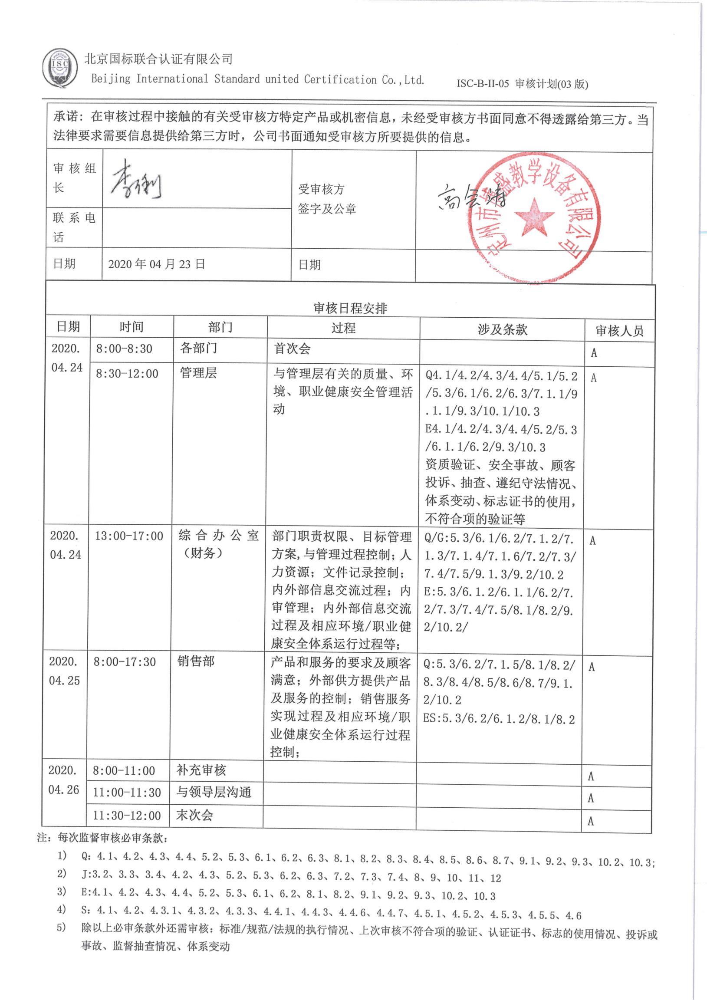 ISC
北京国标联合认证有限公司
Beijing International Standard united Certification Co.,Ltd.
ISC-B-II-05 审核计划(03 版)
承诺：在审核过程中接触的有关受审核方特定产品或机密信息，未经受审核方书面同意不得透露给第三方。当
法律要求需要信息提供给第三方时，公司书面通知受审核方所要提供的信息。
审核组
长
受审核方
签字及公章
高会涛
盛教学设备有限公司
定州市
联系电
话
日期
2020 年 04 月 23 日
日期
审核日程安排
日期
时间
部门
过程
涉及条款
审核人员
2020.
04.24
8:00-8:30
各部门
首次会
A
8:30-12:00
管理层
与管理层有关的质量、环
境、职业健康安全管理活
动
Q4.1/4.2/4.3/4.4/5.1/5.2
/5.3/6.1/6.2/6.3/7.1.1/9
.1.1/9.3/10.1/10.3
E4.1/4.2/4.3/4.4/5.2/5.3
/6.1.1/6.2/9.3/10.3
资质验证、安全事故、顾客
投诉、抽查、遵纪守法情况、
体系变动、标志证书的使用，
不符合项的验证等
A
2020.
04.24
13:00-17:00
综合办公室
（财务）
部门职责权限、目标管理
方案,与管理过程控制；人
力资源；文件记录控制；
内外部信息交流过程；内
审管理；内外部信息交流
过程及相应环境/职业健
康安全体系运行过程等；
Q/G:5.3/6.1/6.2/7.1.2/7.
1.3/7.1.4/7.1.6/7.2/7.3/
7.4/7.5/9.1.3/9.2/10.2
E:5.3/6.1.2/6.1.1/6.2/7.
2/7.3/7.4/7.5/8.1/8.2/9.
2/10.2/
A
2020.
04.25
8:00-17:30
销售部
产品和服务的要求及顾客
满意；外部供方提供产品
及服务的控制；销售服务
实现过程及相应环境/职
业健康安全体系运行过程
控制；
Q:5.3/6.2/7.1.5/8.1/8.2/
8.3/8.4/8.5/8.6/8.7/9.1.
2/10.2
ES:5.3/6.2/6.1.2/8.1/8.2
A
2020.
04.26
8:00-11:00
补充审核
A
11:00-11:30
与领导层沟通
A
11:30-12:00
末次会
A
注：每次监督审核必审条款：
1) Q: 4.1、4.2、4.3、4.4、5.2、5.3、6.1、6.2、6.3、8.1、8.2、8.3、8.4、8.5、8.6、8.7、9.1、9.2、9.3、10.2、10.3;
2) J:3.2、3.3、3.4、4.2、4.3、5.2、5.3、6.2、6.3、7.2、7.3、7.4、8、9、10、11、12
3) E:4.1、4.2、4.3、4.4、5.2、5.3、6.1、6.2、8.1、8.2、9.1、9.2、9.3、10.2、10.3
4) S: 4.1、4.2、4.3.1、4.3.2、4.3.3、4.4.1、4.4.3、4.4.6、4.4.7、4.5.1、4.5.2、4.5.3、4.5.5、4.6
5) 除以上必审条款外还需审核：标准/规范/法规的执行情况、上次审核不符合项的验证、认证证书、标志的使用情况、投诉或
事故、监督抽查情况、体系变动